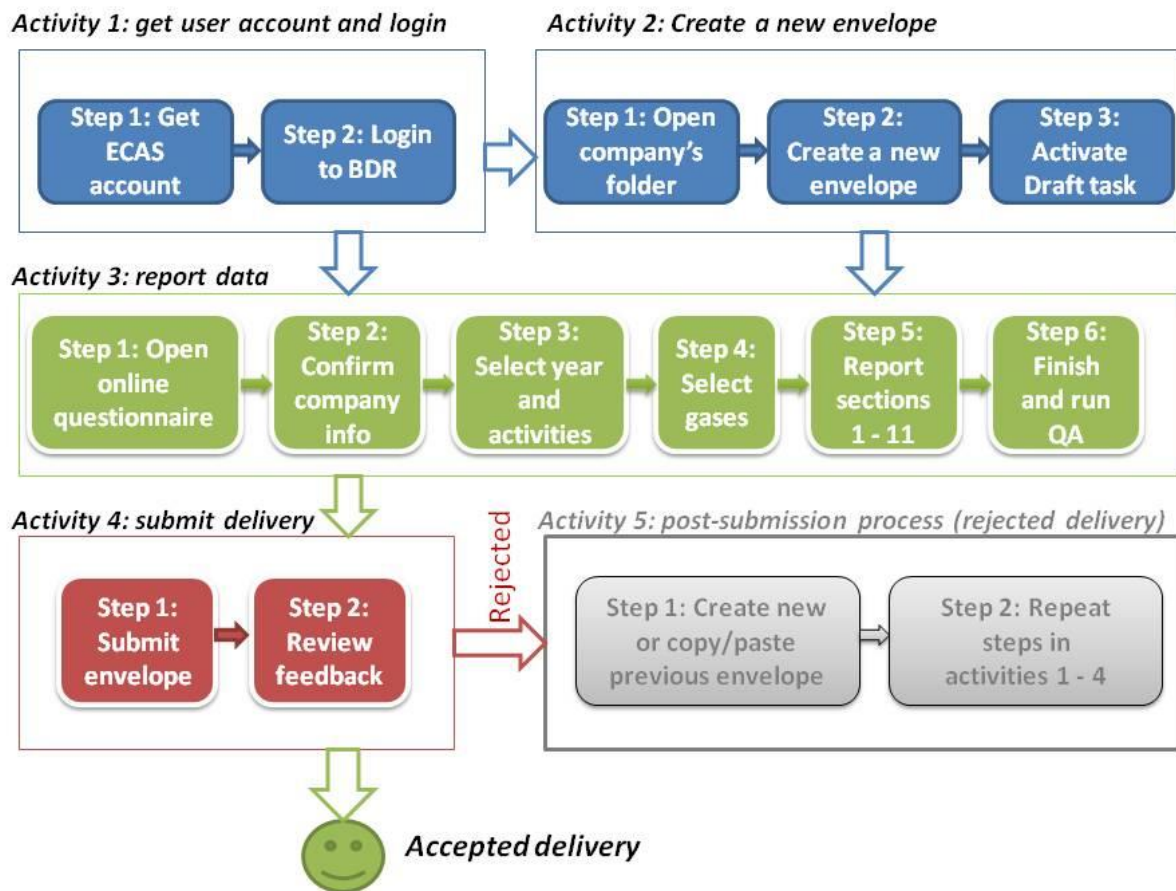 Activity 1: get user account and login
Step 1: Get
ECAS
account
Step 2: Login
to BDR
Activity 2: Create a new envelope
Step 1: Open
company's
folder
Step 2:
Create a new
envelope
Step 3:
Activate
Draft task
Activity 3: report data
Step 1: Open
online
questionnaire
Step 2:
Confirm
company
info
Step 3:
Select year
and
activities
Step 4:
Select
gases
Step 5:
Report
sections
1 - 11
Step 6:
Finish
and run
QA
Activity 4: submit delivery
Step 1:
Submit
envelope
Step 2:
Review
feedback
Rejected
Activity 5: post-submission process (rejected delivery)
Step 1: Create new
or copy/paste
previous envelope
Step 2: Repeat
steps in
activities 1 - 4
Accepted delivery